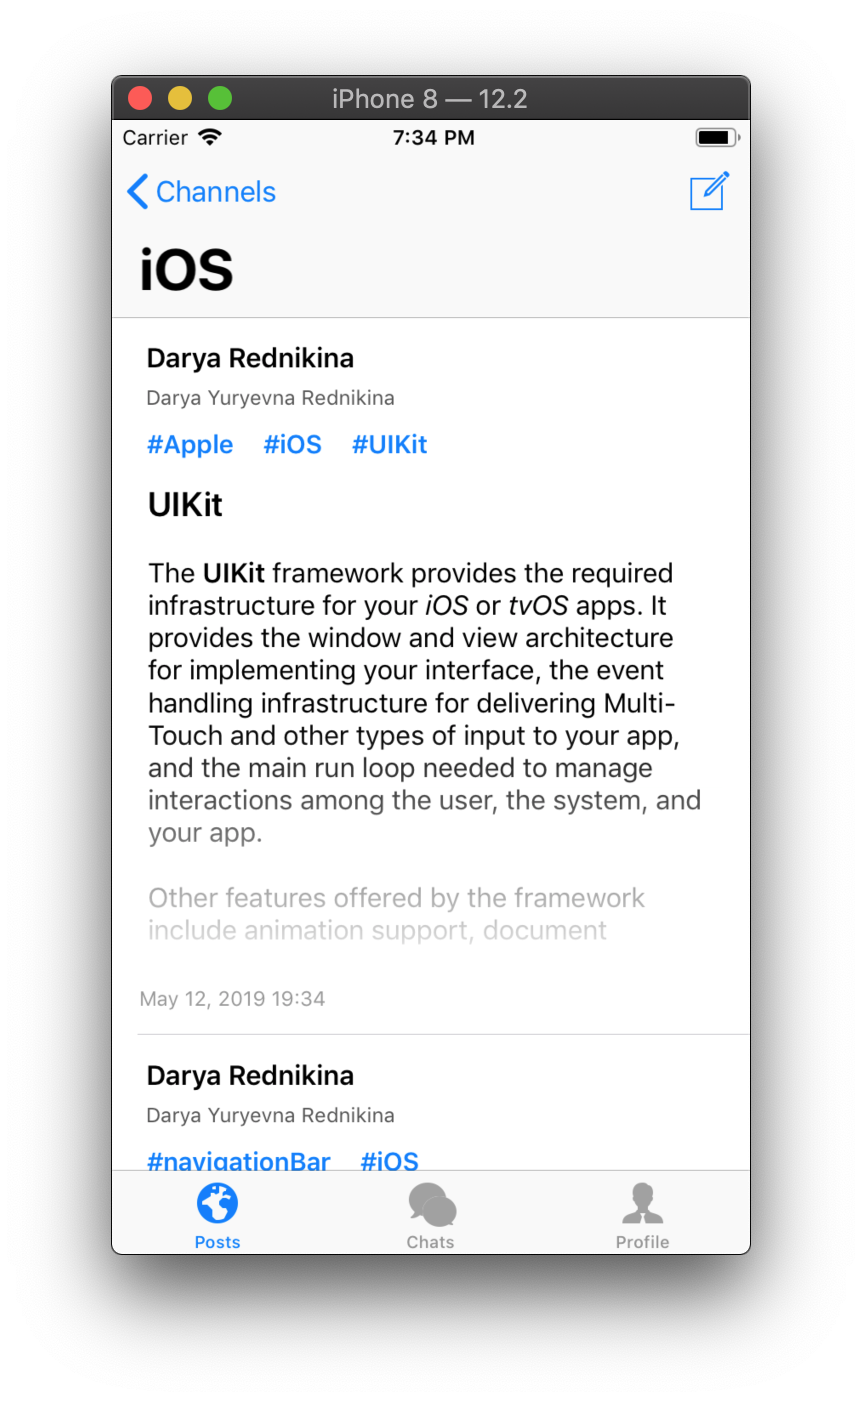 iPhone 8 — 12.2
Carrier 7:34 PM
Channels
iOS
Darya Rednikina
Darya Yuryevna Rednikina
#Apple #iOS #UIKit
UIKit
The UIKit framework provides the required
infrastructure for your iOS or tvOS apps. It
provides the window and view architecture
for implementing your interface, the event
handling infrastructure for delivering Multi-
Touch and other types of input to your app,
and the main run loop needed to manage
interactions among the user, the system, and
your app.
Other features offered by the framework
include animation support, document
May 12, 2019 19:34
Darya Rednikina
Darya Yuryevna Rednikina
#navigationBar #iOS
Posts Chats Profile